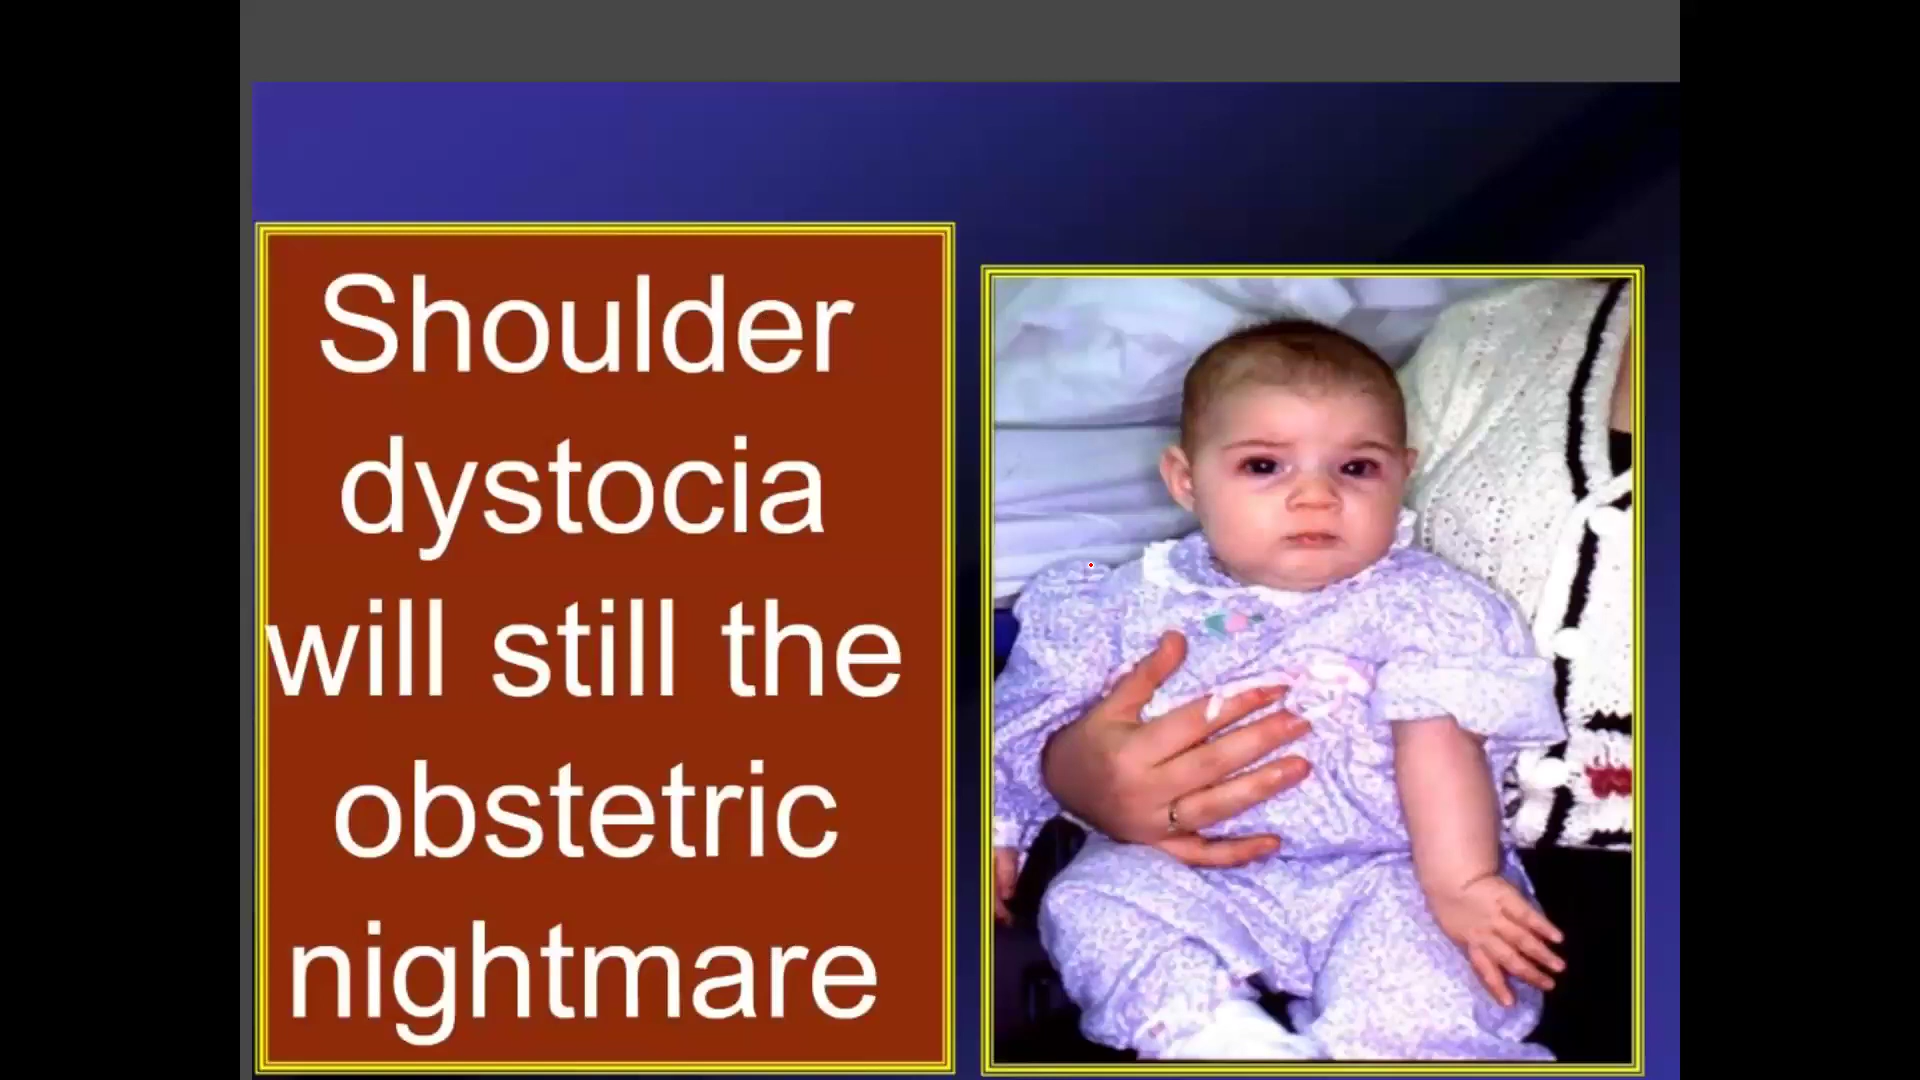 Shoulder
dystocia
will still the
obstetric
nightmare